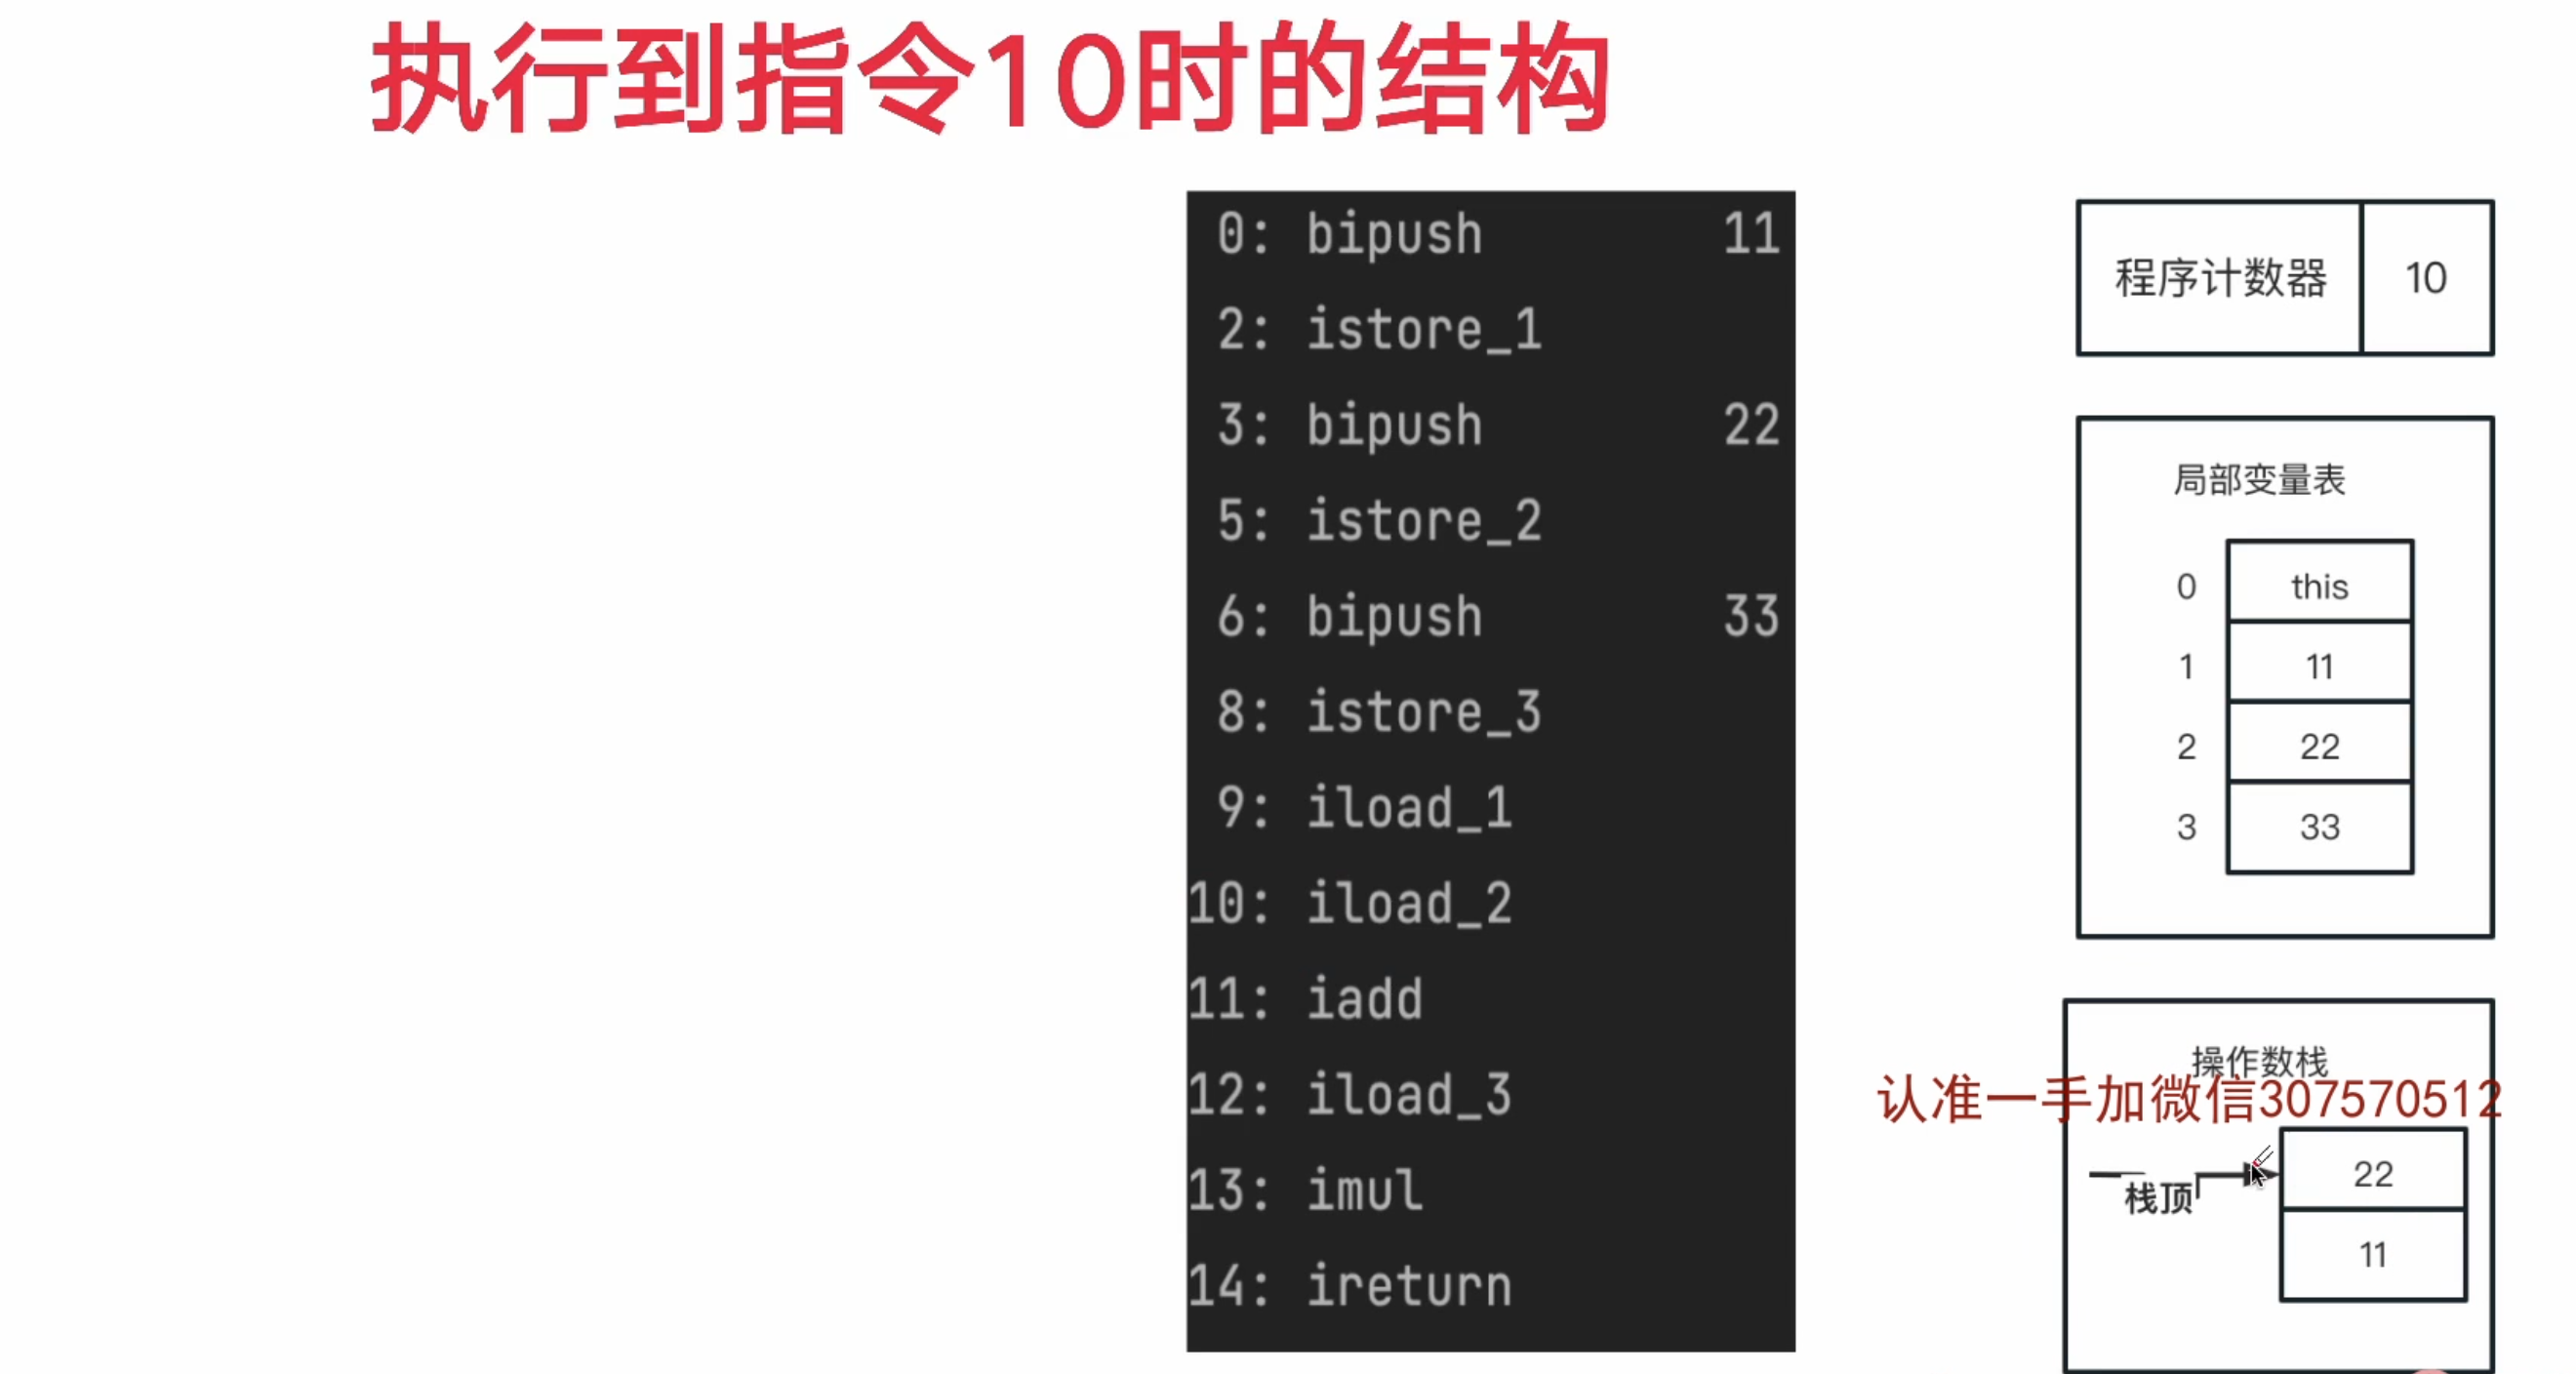 执行到指令10时的结构
0: bipush 11
2: istore_1
3: bipush 22
5: istore_2
6: bipush 33
8: istore_3
9: iload_1
10: iload_2
11: iadd
12: iload_3
13: imul
14: ireturn
程序计数器 10
局部变量表
0 this
1 11
2 22
3 33
操作数栈
认准一手加微信307570512
栈顶 22
11